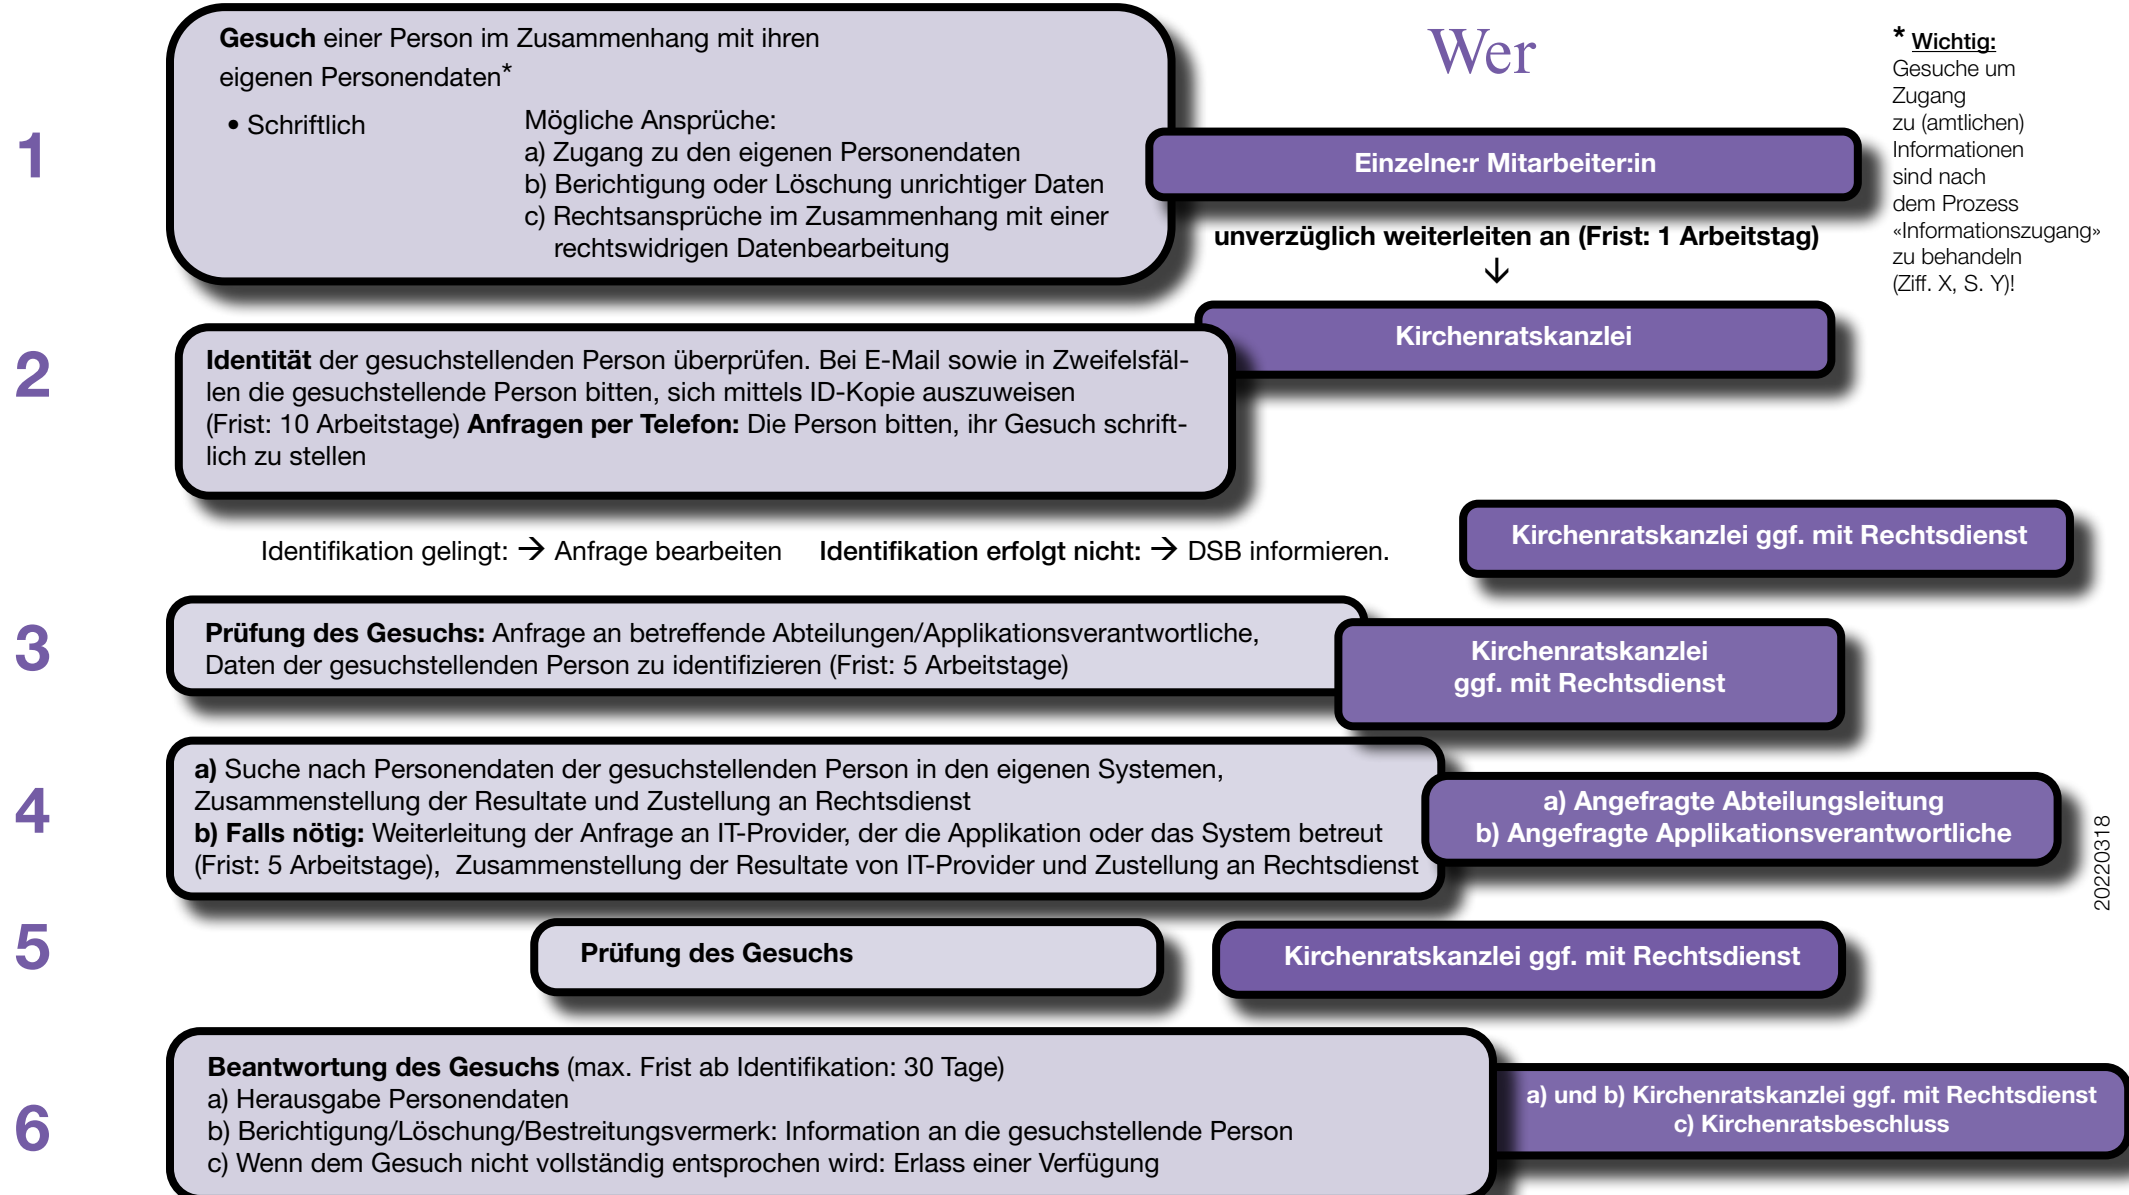 Gesuch einer Person im Zusammenhang mit ihren
eigenen Personendaten*
• Schriftlich
Mögliche Ansprüche:
a) Zugang zu den eigenen Personendaten
b) Berichtigung oder Löschung unrichtiger Daten
c) Rechtsansprüche im Zusammenhang mit einer
rechtswidrigen Datenbearbeitung
1
Wer
Einzelne:r Mitarbeiter:in
unverzüglich weiterleiten an (Frist: 1 Arbeitstag)
↓
* Wichtig:
Gesuche um
Zugang
zu (amtlichen)
Informationen
sind nach
dem Prozess
«Informationszugang»
zu behandeln
(Ziff. X, S. Y)!
2
Kirchenratskanzlei
Identität der gesuchstellenden Person überprüfen. Bei E-Mail sowie in Zweifelsfäl-
len die gesuchstellende Person bitten, sich mittels ID-Kopie auszuweisen
(Frist: 10 Arbeitstage) Anfragen per Telefon: Die Person bitten, ihr Gesuch schrift-
lich zu stellen
Identifikation gelingt: → Anfrage bearbeiten Identifikation erfolgt nicht: → DSB informieren.
Kirchenratskanzlei ggf. mit Rechtsdienst
3
Prüfung des Gesuchs: Anfrage an betreffende Abteilungen/Applikationsverantwortliche,
Daten der gesuchstellenden Person zu identifizieren (Frist: 5 Arbeitstage)
Kirchenratskanzlei
ggf. mit Rechtsdienst
4
a) Suche nach Personendaten der gesuchstellenden Person in den eigenen Systemen,
Zusammenstellung der Resultate und Zustellung an Rechtsdienst
b) Falls nötig: Weiterleitung der Anfrage an IT-Provider, der die Applikation oder das System betreut
(Frist: 5 Arbeitstage), Zusammenstellung der Resultate von IT-Provider und Zustellung an Rechtsdienst
a) Angefragte Abteilungsleitung
b) Angefragte Applikationsverantwortliche
20220318
5
Prüfung des Gesuchs
Kirchenratskanzlei ggf. mit Rechtsdienst
6
Beantwortung des Gesuchs (max. Frist ab Identifikation: 30 Tage)
a) Herausgabe Personendaten
b) Berichtigung/Löschung/Bestreitungsvermerk: Information an die gesuchstellende Person
c) Wenn dem Gesuch nicht vollständig entsprochen wird: Erlass einer Verfügung
a) und b) Kirchenratskanzlei ggf. mit Rechtsdienst
c) Kirchenratsbeschluss